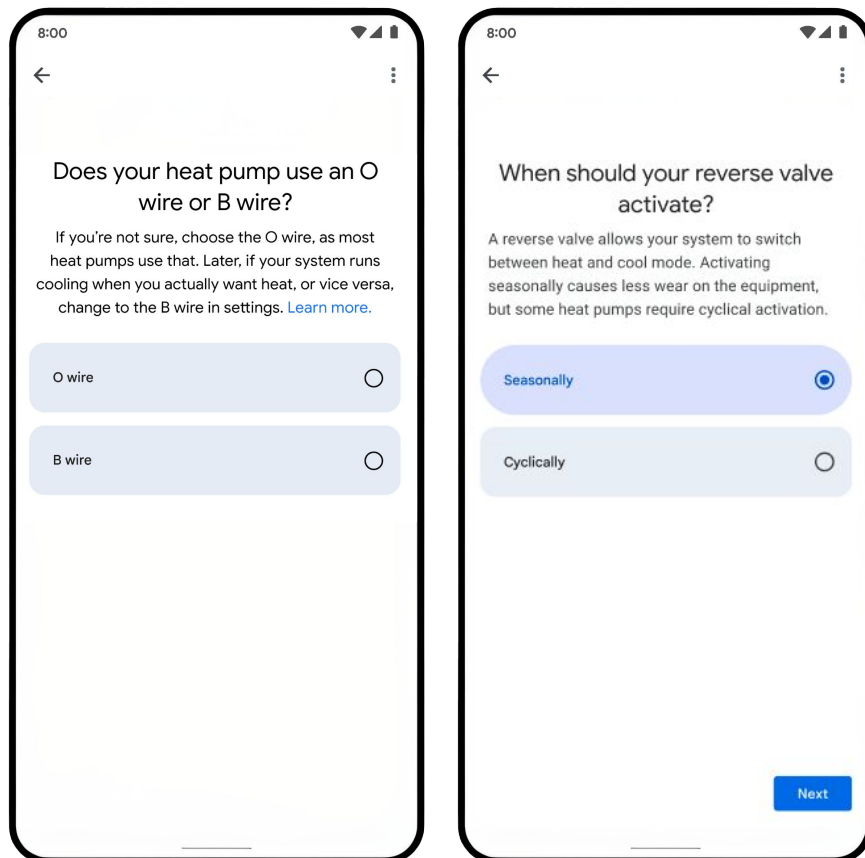 8:00
Does your heat pump use an O
wire or B wire?
If you're not sure, choose the O wire, as most
heat pumps use that. Later, if your system runs
cooling when you actually want heat, or vice versa,
change to the B wire in settings. Learn more.
O wire
B wire
8:00
When should your reverse valve
activate?
A reverse valve allows your system to switch
between heat and cool mode. Activating
seasonally causes less wear on the equipment,
but some heat pumps require cyclical activation.
Seasonally
Cyclically
Next